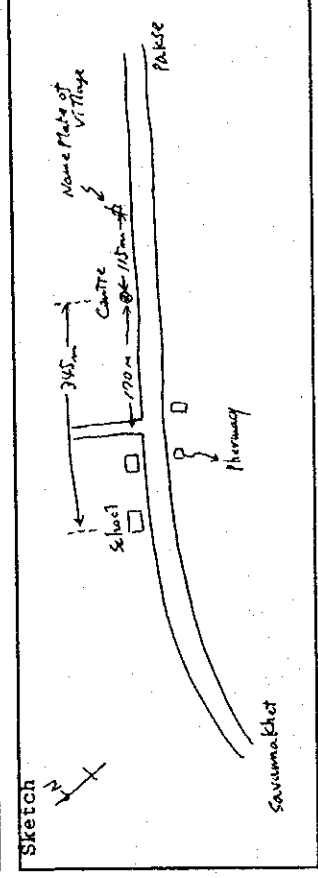 Sketch
N
Name Plate of
Village
Pakse
345m
Centre
170m
115m
School
Pharmacy
Savannakhet